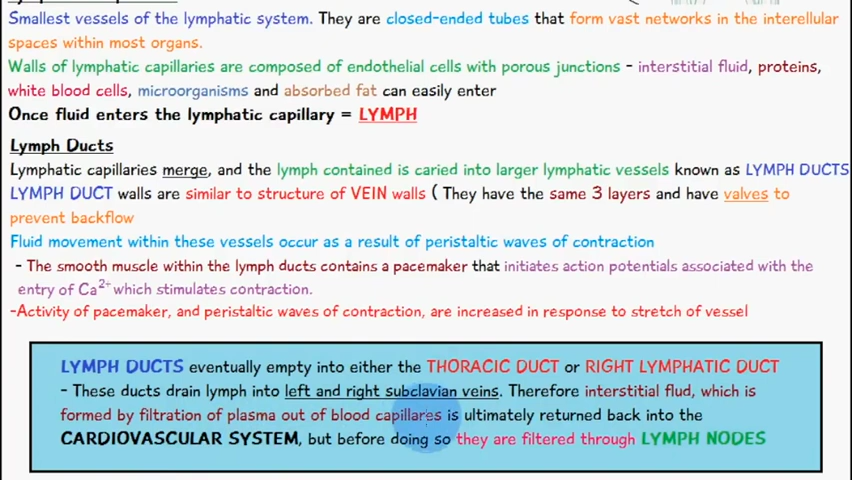 Smallest vessels of the lymphatic system. They are closed-ended tubes that form vast networks in the interellular
spaces within most organs.
Walls of lymphatic capillaries are composed of endothelial cells with porous junctions - interstitial fluid, proteins,
white blood cells, microorganisms and absorbed fat can easily enter
Once fluid enters the lymphatic capillary = LYMPH
Lymph Ducts
Lymphatic capillaries merge, and the lymph contained is caried into larger lymphatic vessels known as LYMPH DUCTS
LYMPH DUCT walls are similar to structure of VEIN walls ( They have the same 3 layers and have valves to
prevent backflow
Fluid movement within these vessels occur as a result of peristaltic waves of contraction
- The smooth muscle within the lymph ducts contains a pacemaker that initiates action potentials associated with the
entry of Ca²⁺ which stimulates contraction.
-Activity of pacemaker, and peristaltic waves of contraction, are increased in response to stretch of vessel
LYMPH DUCTS eventually empty into either the THORACIC DUCT or RIGHT LYMPHATIC DUCT
- These ducts drain lymph into left and right subclavian veins. Therefore interstitial flud, which is
formed by filtration of plasma out of blood capillares is ultimately returned back into the
CARDIOVASCULAR SYSTEM, but before doing so they are filtered through LYMPH NODES